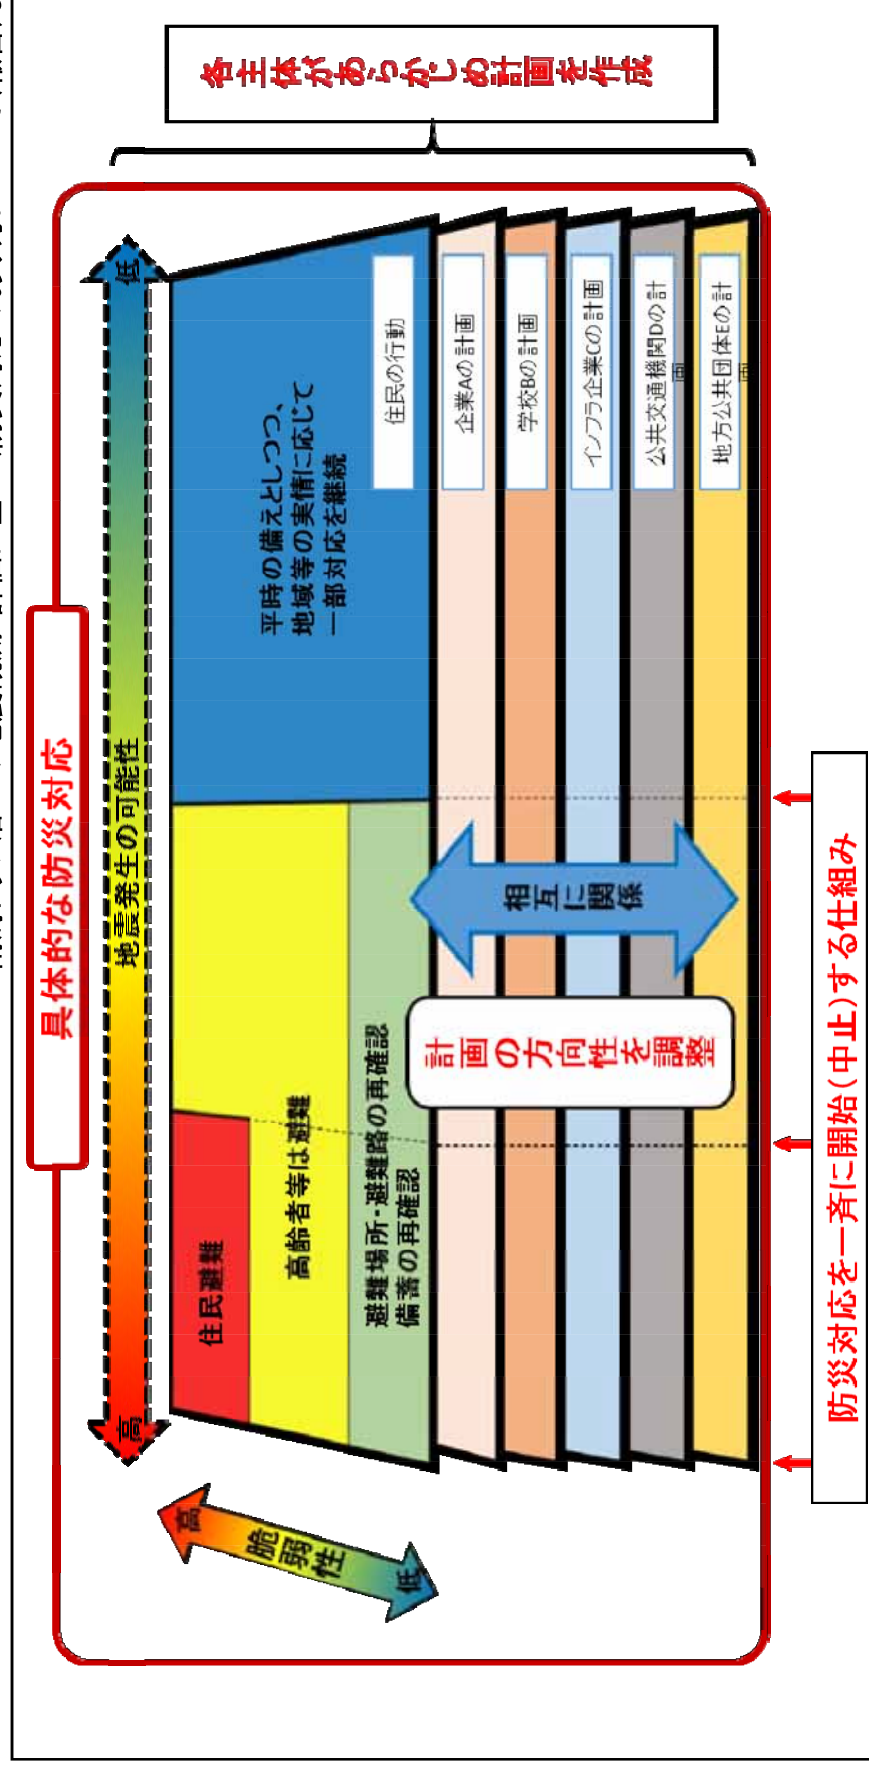 具体的な防災対応
地震発生の可能性
高
低
高
脆弱性
低
住民避難
高齢者等は避難
避難場所・避難路の再確認
備蓄の再確認
平時の備えとしつつ、
地域等の実情に応じて
一部対応を継続
住民の行動
企業Aの計画
学校Bの計画
インフラ企業Cの計画
公共交通機関Dの計
画
地方公共団体Eの計
画
相互に関係
計画の方向性を調整
各主体があらかじめ計画を作成
防災対応を一斉に開始(中止)する仕組み